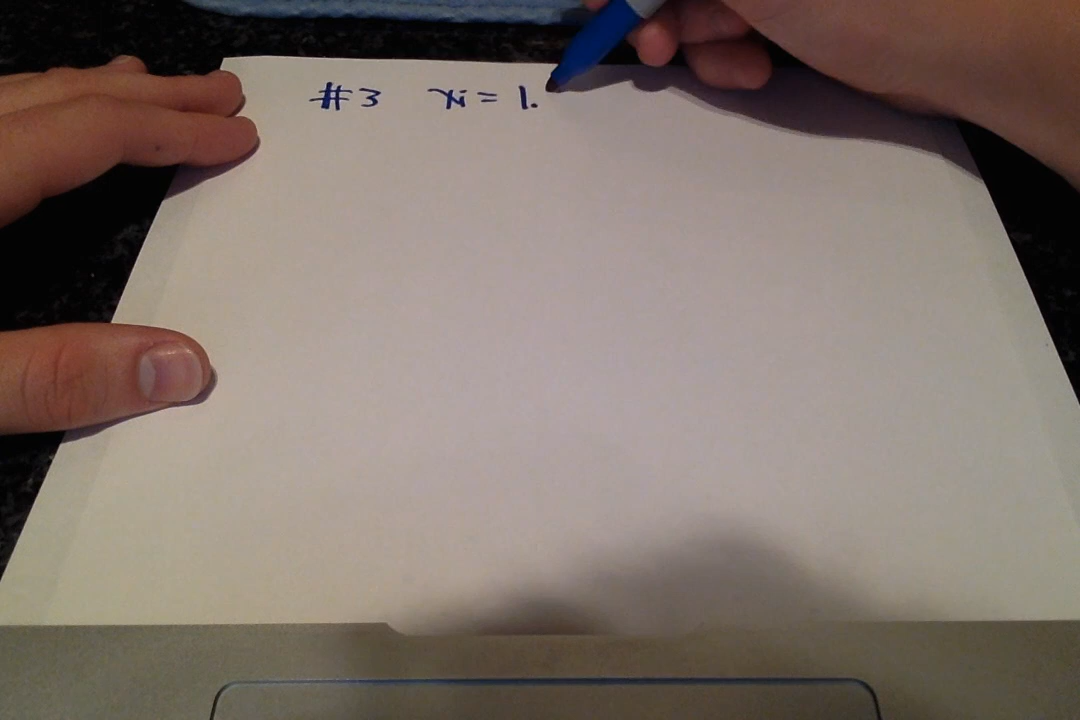 #3 xi = 1.